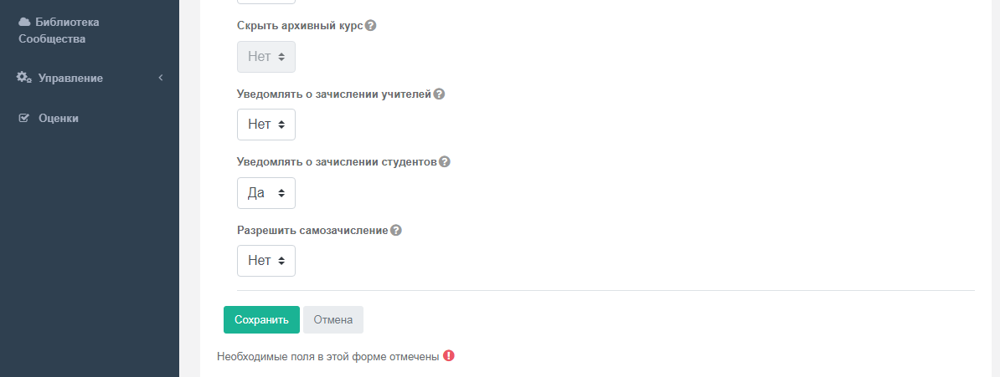 Библиотека
Сообщества
Управление
Оценки
Скрыть архивный курс
Нет
Уведомлять о зачислении учителей
Нет
Уведомлять о зачислении студентов
Да
Разрешить самозачисление
Нет
Сохранить Отмена
Необходимые поля в этой форме отмечены